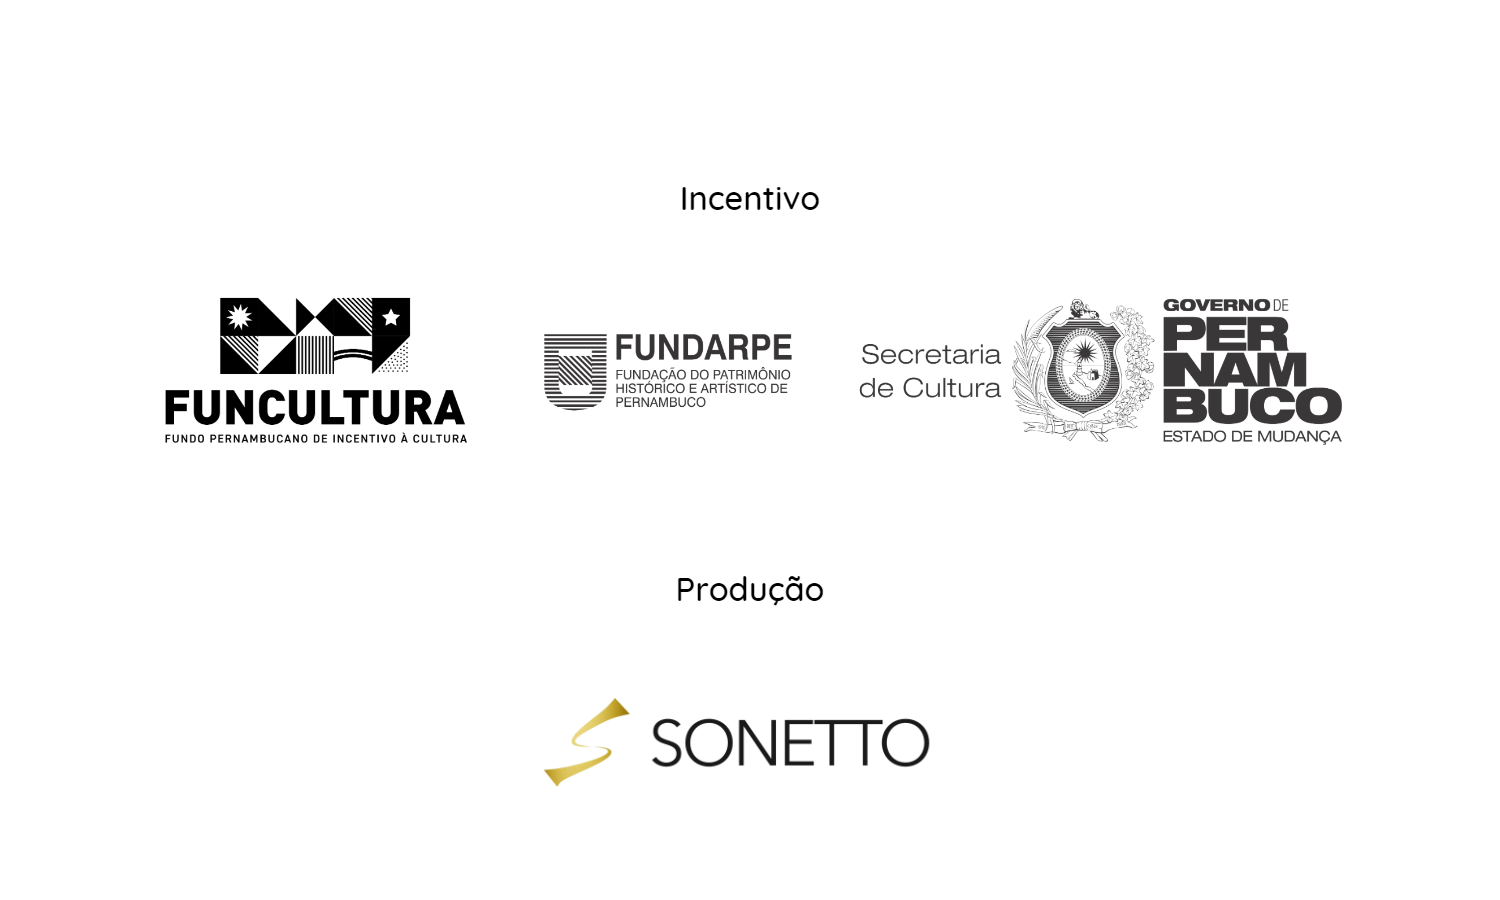 Incentivo
FUNCULTURA
FUNDO PERNAMBUCANO DE INCENTIVO À CULTURA
FUNDARPE
FUNDAÇÃO DO PATRIMÔNIO
HISTÓRICO E ARTÍSTICO DE
PERNAMBUCO
Secretaria
de Cultura
GOVERNO DE
PER
NAM
BUCO
ESTADO DE MUDANÇA
Produção
SONETTO